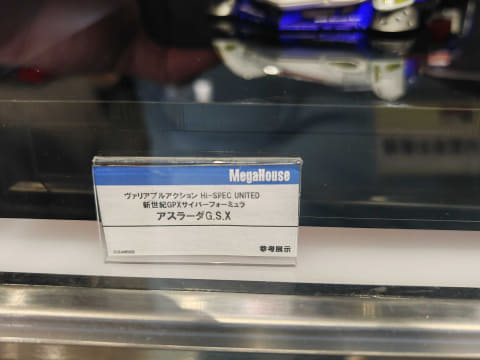 MegaHouse
ヴァリアブルアクション Hi-SPEC UNITED
新世紀GPXサイバーフォーミュラ
アスラーダG.S.X
参考展示